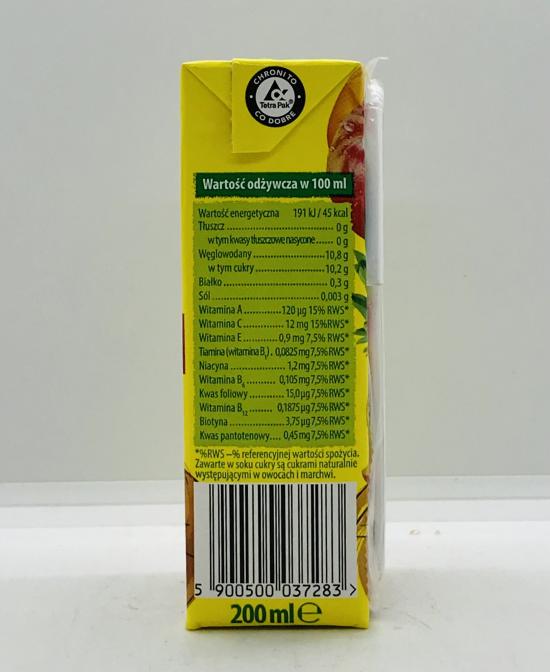 CHRONI TO
Tetra Pak®
CO DOBRE
Wartość odżywcza w 100 ml
Wartość energetyczna 191 kJ / 45 kcal
Tłuszcz ........ 0 g
w tym kwasy tłuszczowe nasycone ...... 0 g
Węglowodany ........ 10,8 g
w tym cukry ........ 10,2 g
Białko ........ 0,3 g
Sól ........ 0,003 g
Witamina A ........ 120 µg 15% RWS*
Witamina C ........ 12 mg 15%RWS*
Witamina E ........ 0,9 mg 7,5% RWS*
Tiamina (witamina B1) . 0,0825 mg 7,5% RWS*
Niacyna ........ 1,2 mg 7,5% RWS*
Witamina B6 ........ 0,105 mg 7,5% RWS*
Kwas foliowy ........ 15,0 µg 7,5% RWS*
Witamina B12 ........ 0,1875 µg 7,5% RWS*
Biotyna ........ 3,75 µg 7,5% RWS*
Kwas pantotenowy.... 0,45 mg 7,5% RWS*
*%RWS –% referencyjnej wartości spożycia.
Zawarte w soku cukry są cukrami naturalnie
występującymi w owocach i marchwi.
5 900500 037283 >
200 ml ℮